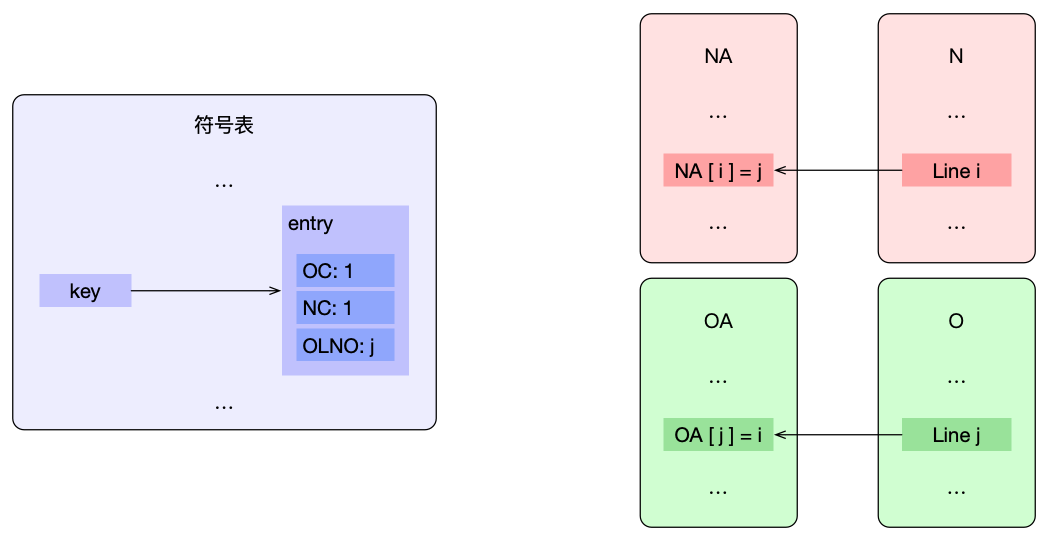 符号表
...
entry
OC: 1
key
NC: 1
OLNO: j
...
NA
N
...
...
NA [ i ] = j
Line i
...
...
OA
O
...
...
OA [ j ] = i
Line j
...
...